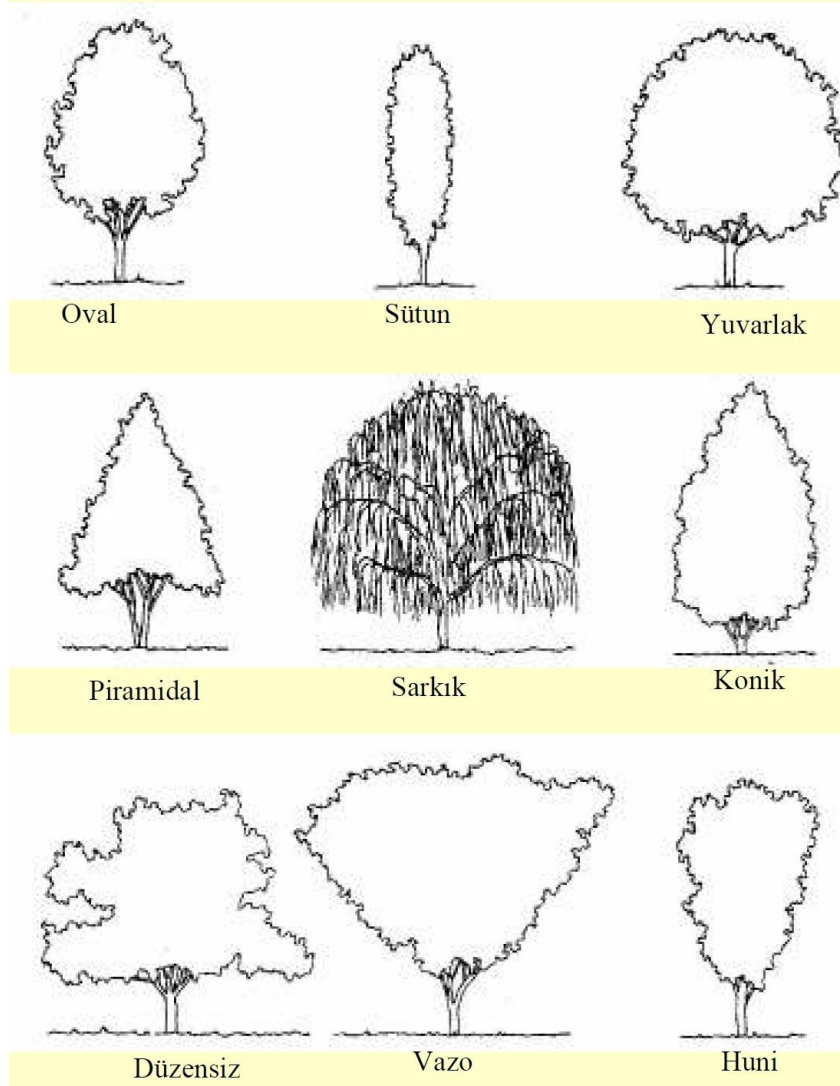 Oval
Sütun
Yuvarlak
Piramidal
Sarkık
Konik
Düzensiz
Vazo
Huni